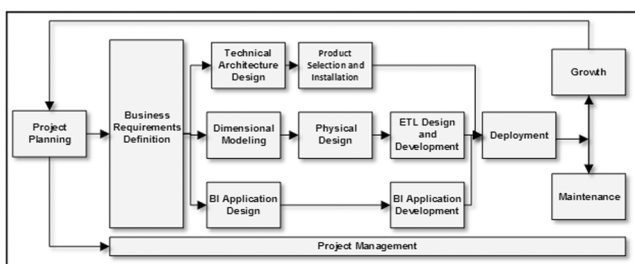 Project
Planning
Business
Requirements
Definition
Technical
Architecture
Design
Product
Selection and
Installation
Dimensional
Modeling
Physical
Design
ETL Design
and
Development
BI Application
Design
BI Application
Development
Deployment
Growth
Maintenance
Project Management